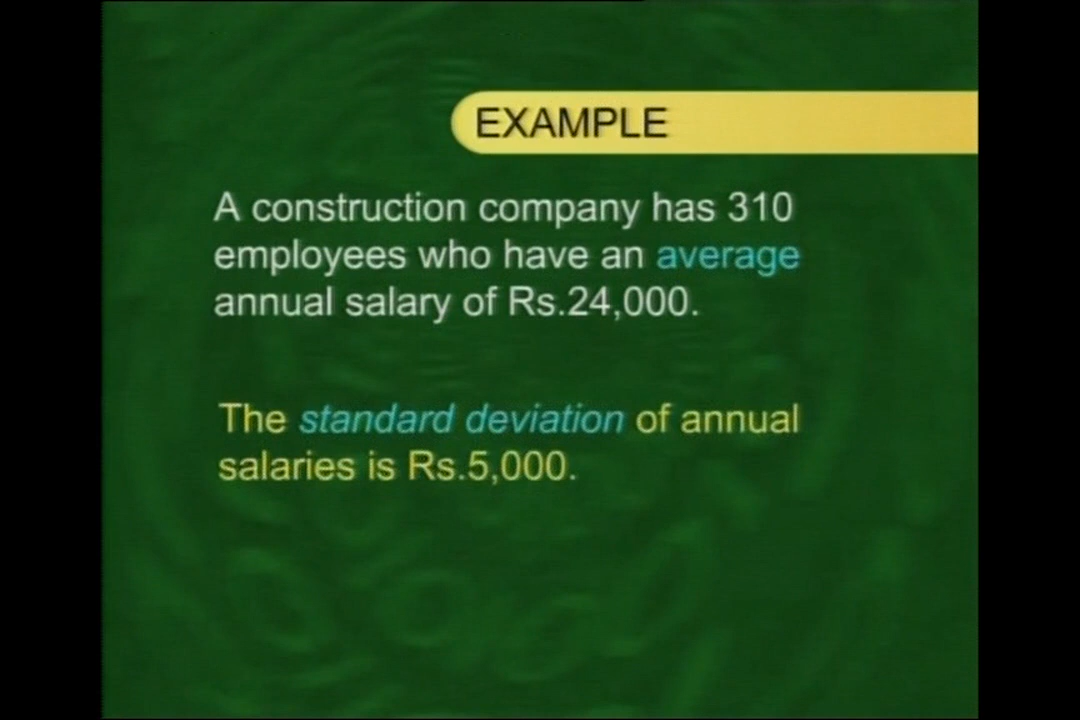 EXAMPLE
A construction company has 310
employees who have an average
annual salary of Rs.24,000.
The standard deviation of annual
salaries is Rs.5,000.